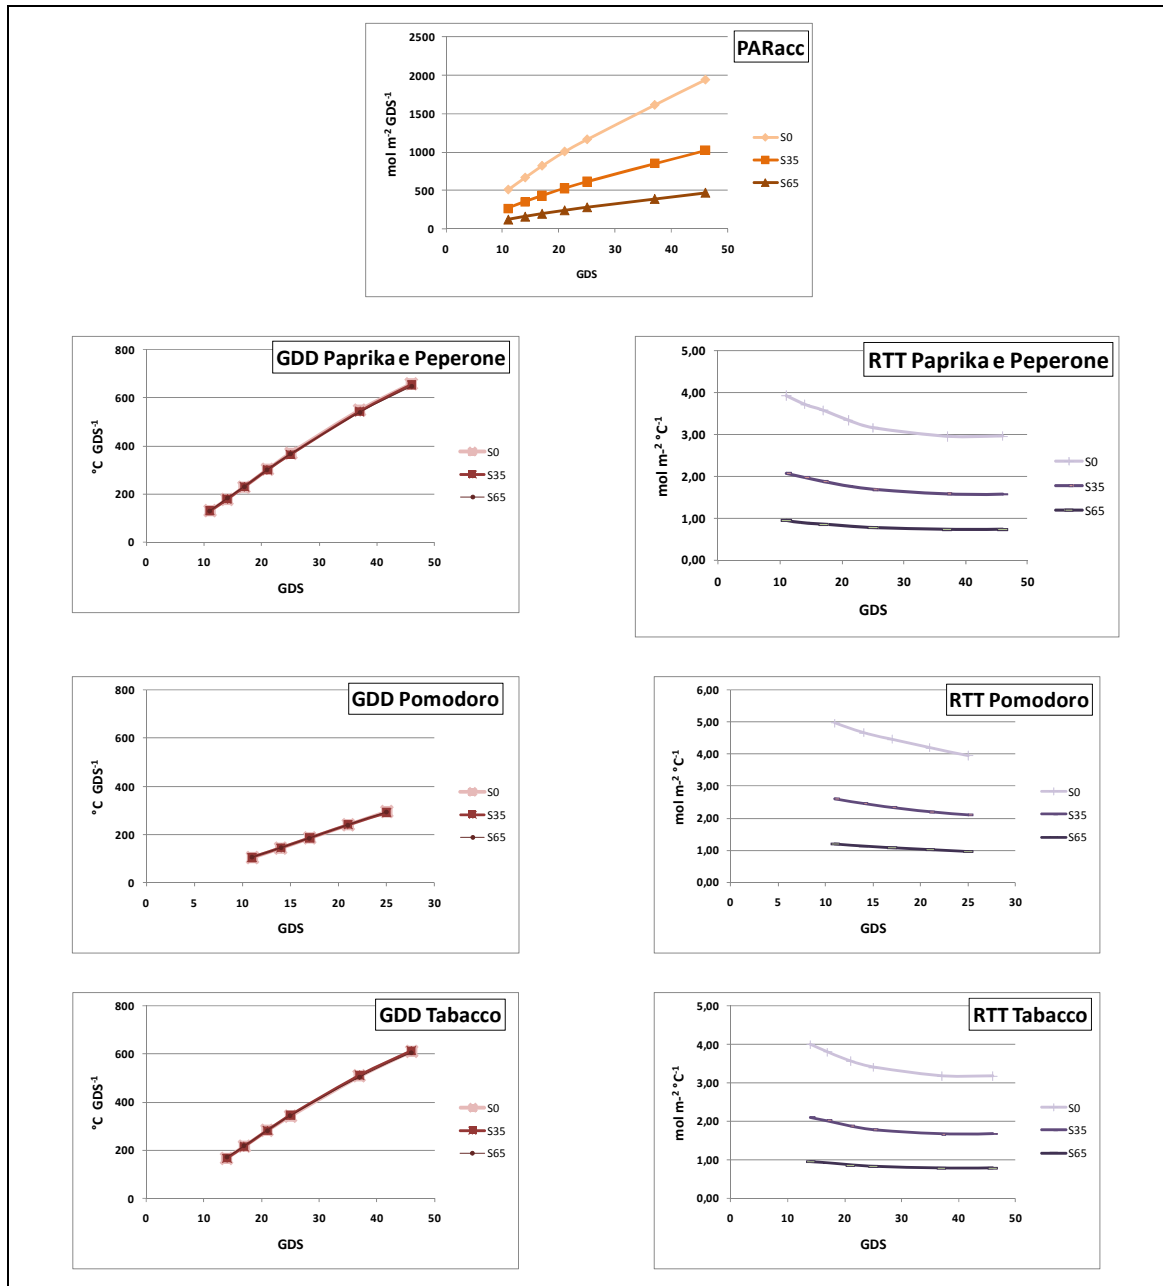 PARacc
2500
2000
1500
1000
500
0
0 10 20 30 40 50
mol m⁻² GDS⁻¹
GDS
S0
S35
S65
GDD Paprika e Peperone
800
600
400
200
0
0 10 20 30 40 50
°C GDS⁻¹
GDS
S0
S35
S65
RTT Paprika e Peperone
5,00
4,00
3,00
2,00
1,00
0,00
0 10 20 30 40 50
mol m-² °C⁻¹
GDS
S0
S35
S65
GDD Pomodoro
800
600
400
200
0
0 5 10 15 20 25 30
°C GDS⁻¹
GDS
S0
S35
S65
RTT Pomodoro
6,00
5,00
4,00
3,00
2,00
1,00
0,00
0 5 10 15 20 25 30
mol m-² °C⁻¹
GDS
S0
S35
S65
GDD Tabacco
800
600
400
200
0
0 10 20 30 40 50
°C GDS⁻¹
GDS
S0
S35
S65
RTT Tabacco
5,00
4,00
3,00
2,00
1,00
0,00
0 10 20 30 40 50
mol m-² °C⁻¹
GDS
S0
S35
S65